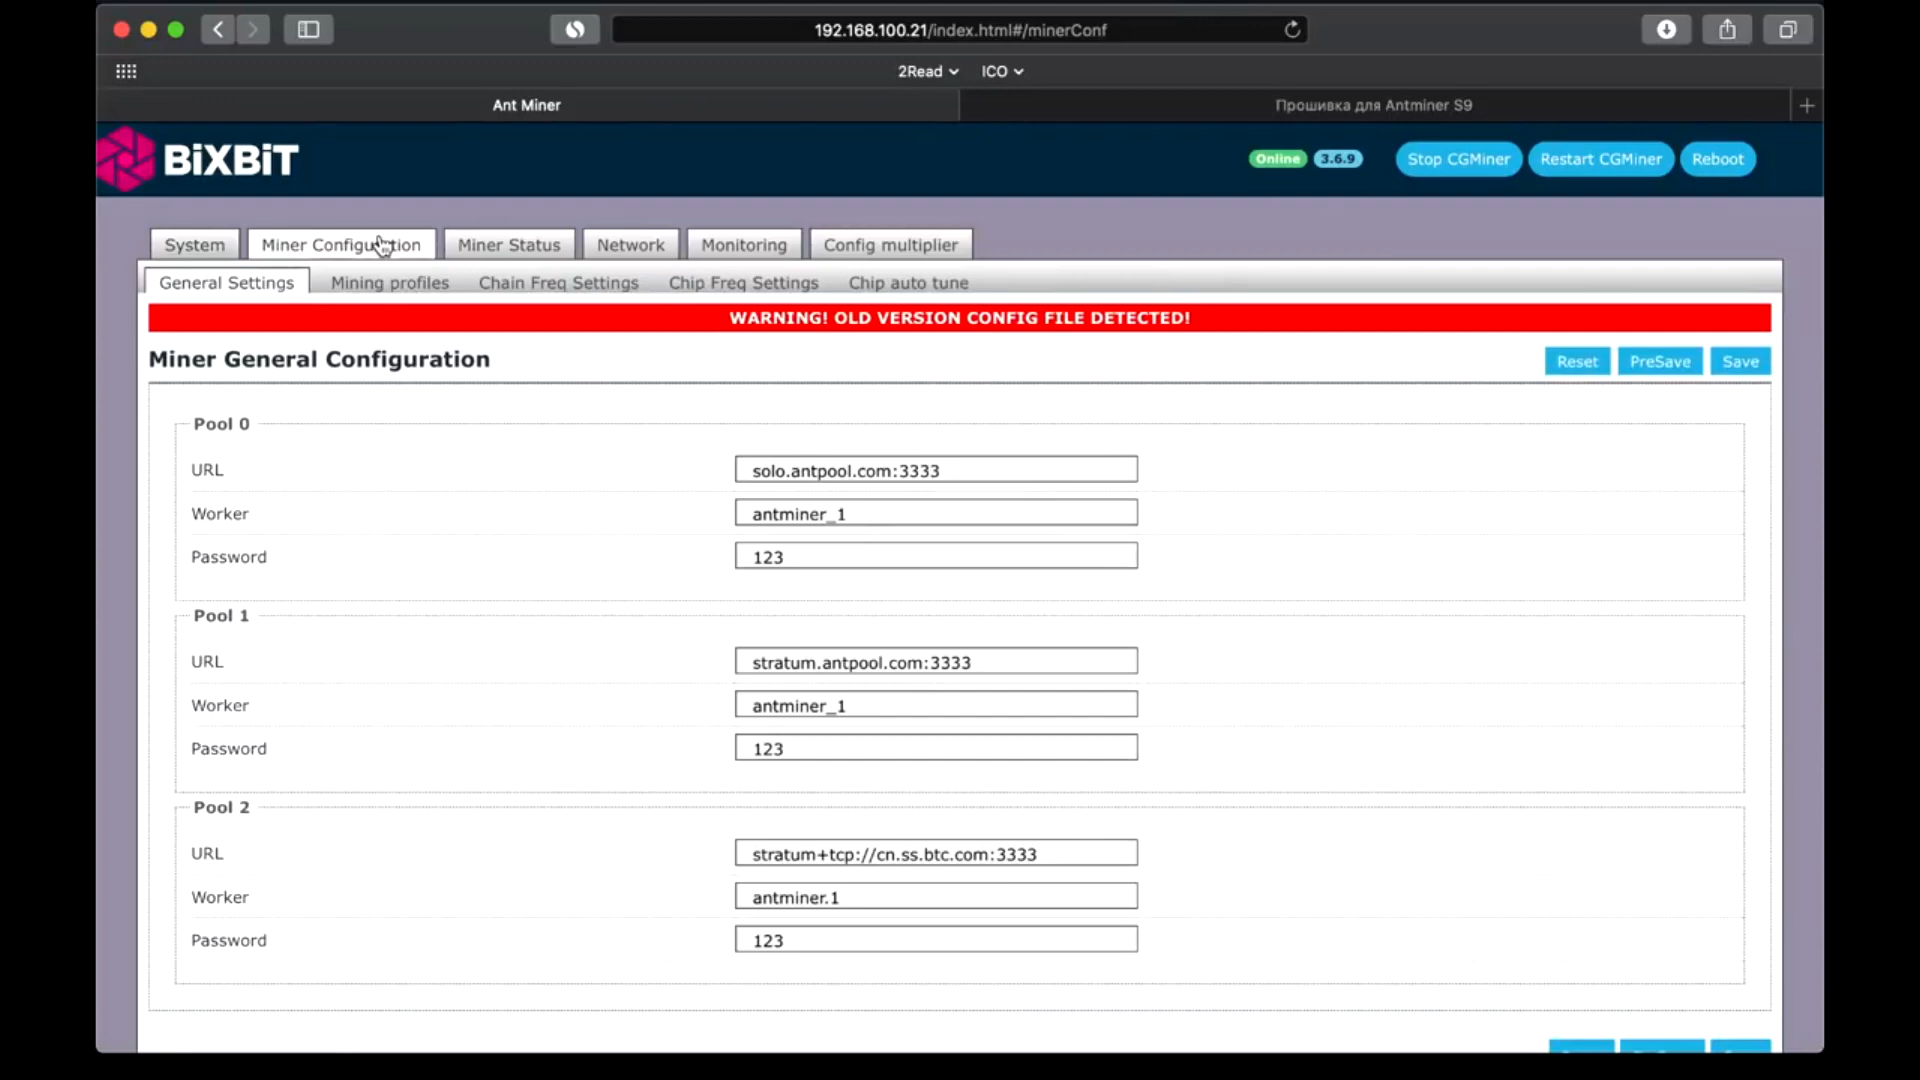 192.168.100.21/index.html#/minerConf
2Read ICO
Ant Miner
Прошивка для Antminer S9
BiXBiT
Online 3.6.9 Stop CGMiner Restart CGMiner Reboot
System Miner Configuration Miner Status Network Monitoring Config multiplier
General Settings Mining profiles Chain Freq Settings Chip Freq Settings Chip auto tune
WARNING! OLD VERSION CONFIG FILE DETECTED!
Miner General Configuration
Reset PreSave Save
Pool 0
URL solo.antpool.com:3333
Worker antminer_1
Password 123
Pool 1
URL stratum.antpool.com:3333
Worker antminer_1
Password 123
Pool 2
URL stratum+tcp://cn.ss.btc.com:3333
Worker antminer.1
Password 123